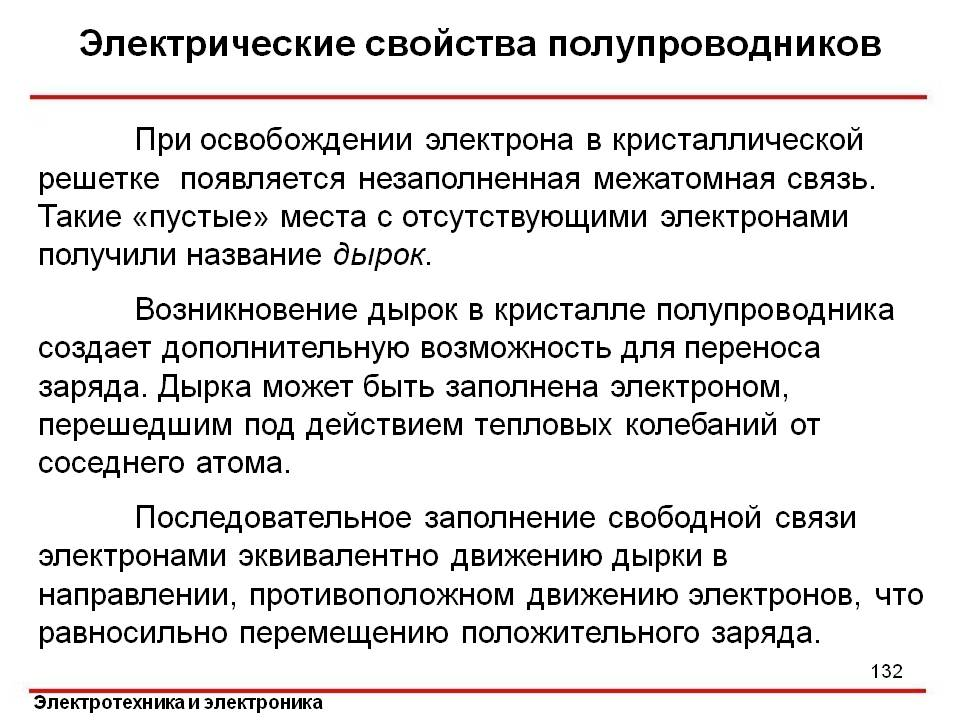 Электрические свойства полупроводников
При освобождении электрона в кристаллической
решетке появляется незаполненная межатомная связь.
Такие «пустые» места с отсутствующими электронами
получили название дырок.
Возникновение дырок в кристалле полупроводника
создает дополнительную возможность для переноса
заряда. Дырка может быть заполнена электроном,
перешедшим под действием тепловых колебаний от
соседнего атома.
Последовательное заполнение свободной связи
электронами эквивалентно движению дырки в
направлении, противоположном движению электронов, что
равносильно перемещению положительного заряда.
132
Электротехника и электроника